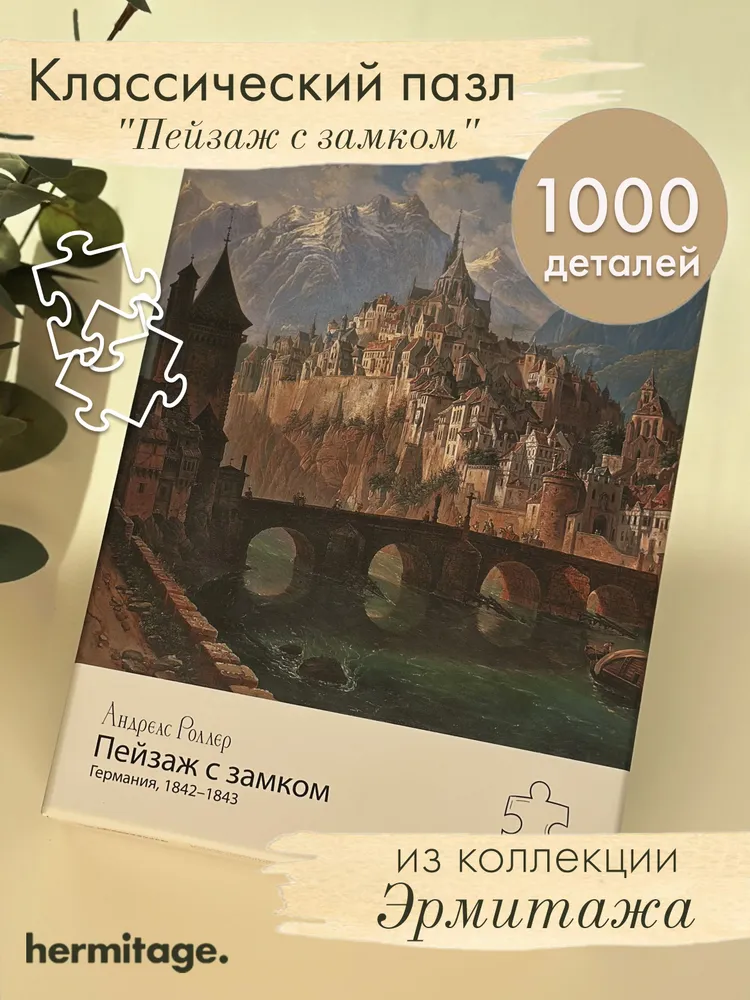 Классический пазл
"Пейзаж с замком"
1000
деталей
Андреас Роллер
Пейзаж с замком
Германия, 1842–1843
из коллекции
Эрмитажа
hermitage.